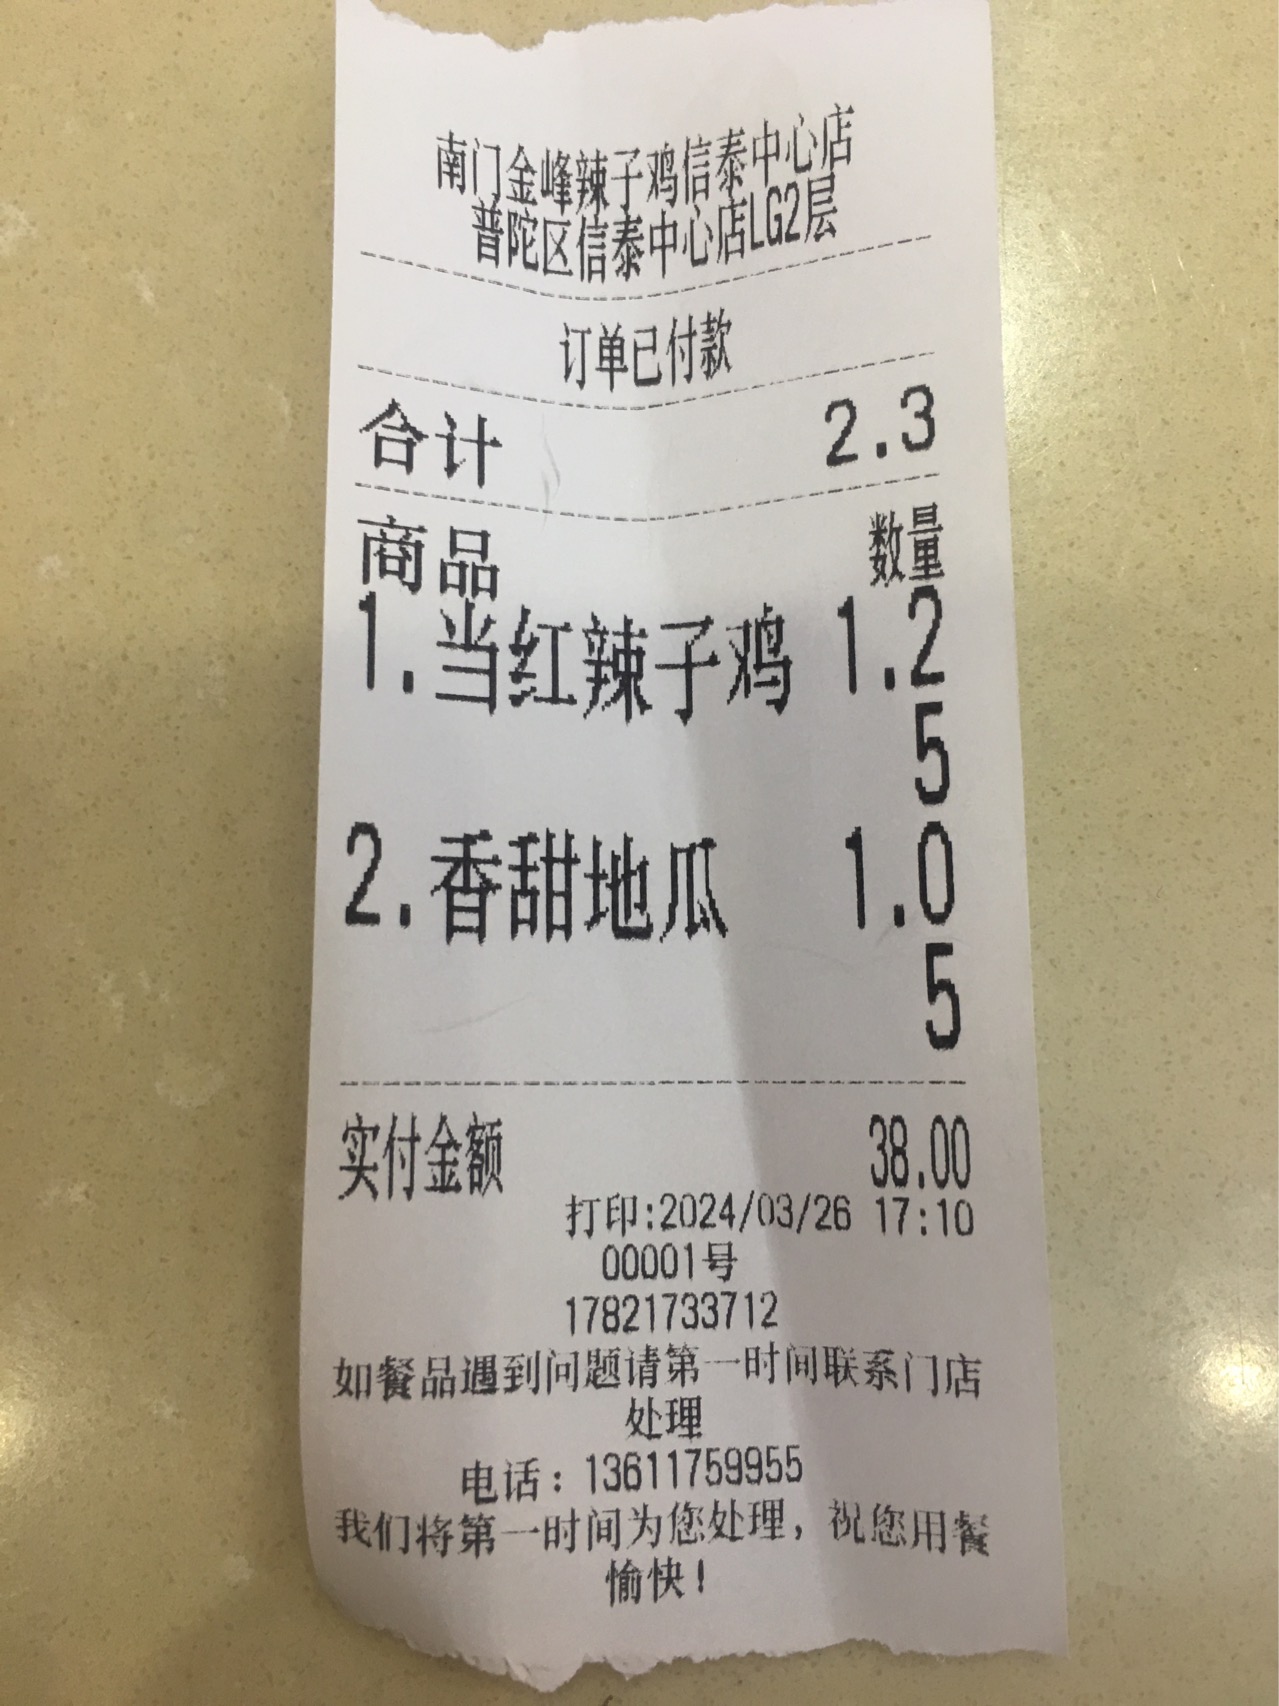 南门金峰辣子鸡信泰中心店
普陀区信泰中心店LG2层
订单已付款
合计 2.3
商品 数量
1.当红辣子鸡 1.2
5
2.香甜地瓜 1.0
5
实付金额 38.00
打印:2024/03/26 17:10
00001号
17821733712
如餐品遇到问题请第一时间联系门店
处理
电话：13611759955
我们将第一时间为您处理，祝您用餐
愉快！